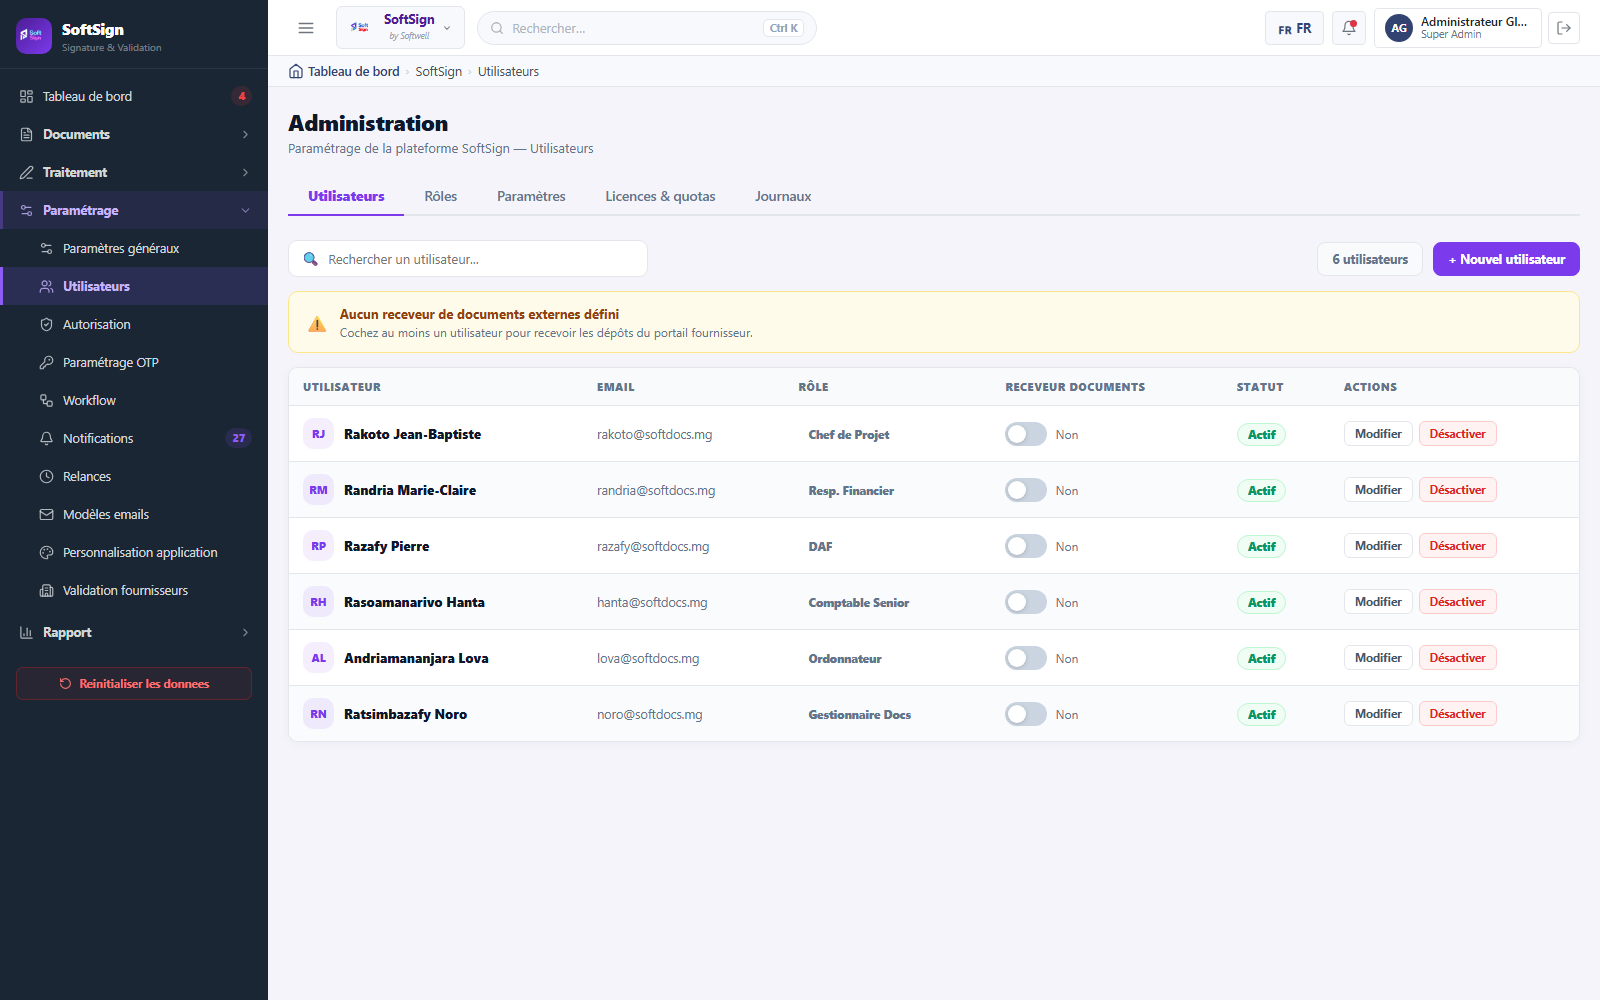 SoftSign
Signature & Validation
Tableau de bord 4
Documents
Traitement
Paramétrage
Paramètres généraux
Utilisateurs
Autorisation
Paramétrage OTP
Workflow
Notifications 27
Relances
Modèles emails
Personnalisation application
Validation fournisseurs
Rapport
Reinitialiser les donnees
Soft Sign
SoftSign
by Softwell
Rechercher...
Ctrl K
FR FR
AG
Administrateur Gl...
Super Admin
Tableau de bord › SoftSign › Utilisateurs
Administration
Paramétrage de la plateforme SoftSign — Utilisateurs
Utilisateurs Rôles Paramètres Licences & quotas Journaux
Rechercher un utilisateur...
6 utilisateurs
+ Nouvel utilisateur
Aucun receveur de documents externes défini
Cochez au moins un utilisateur pour recevoir les dépôts du portail fournisseur.
UTILISATEUR EMAIL RÔLE RECEVEUR DOCUMENTS STATUT ACTIONS
RJ Rakoto Jean-Baptiste rakoto@softdocs.mg Chef de Projet Non Actif Modifier Désactiver
RM Randria Marie-Claire randria@softdocs.mg Resp. Financier Non Actif Modifier Désactiver
RP Razafy Pierre razafy@softdocs.mg DAF Non Actif Modifier Désactiver
RH Rasoamanarivo Hanta hanta@softdocs.mg Comptable Senior Non Actif Modifier Désactiver
AL Andriamananjara Lova lova@softdocs.mg Ordonnateur Non Actif Modifier Désactiver
RN Ratsimbazafy Noro noro@softdocs.mg Gestionnaire Docs Non Actif Modifier Désactiver